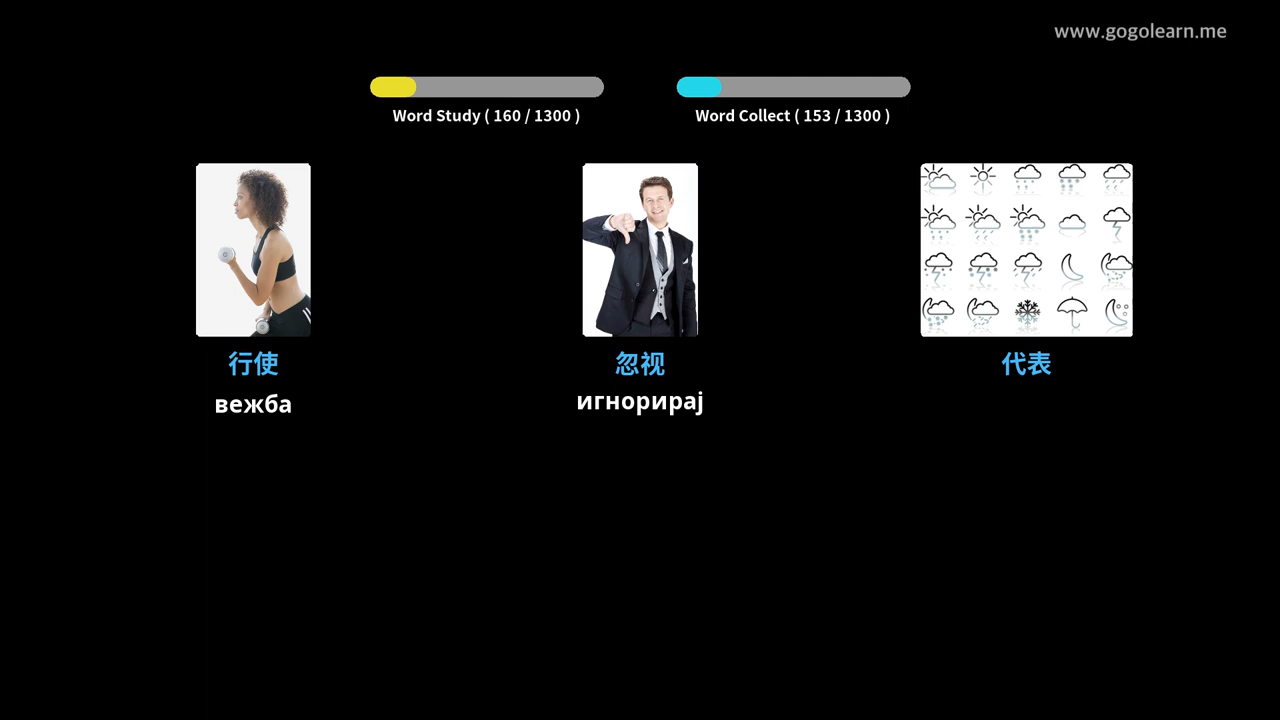 www.gogolearn.me
Word Study ( 160 / 1300 )
Word Collect ( 153 / 1300 )
行使
忽视
代表
вежба
игнорирај